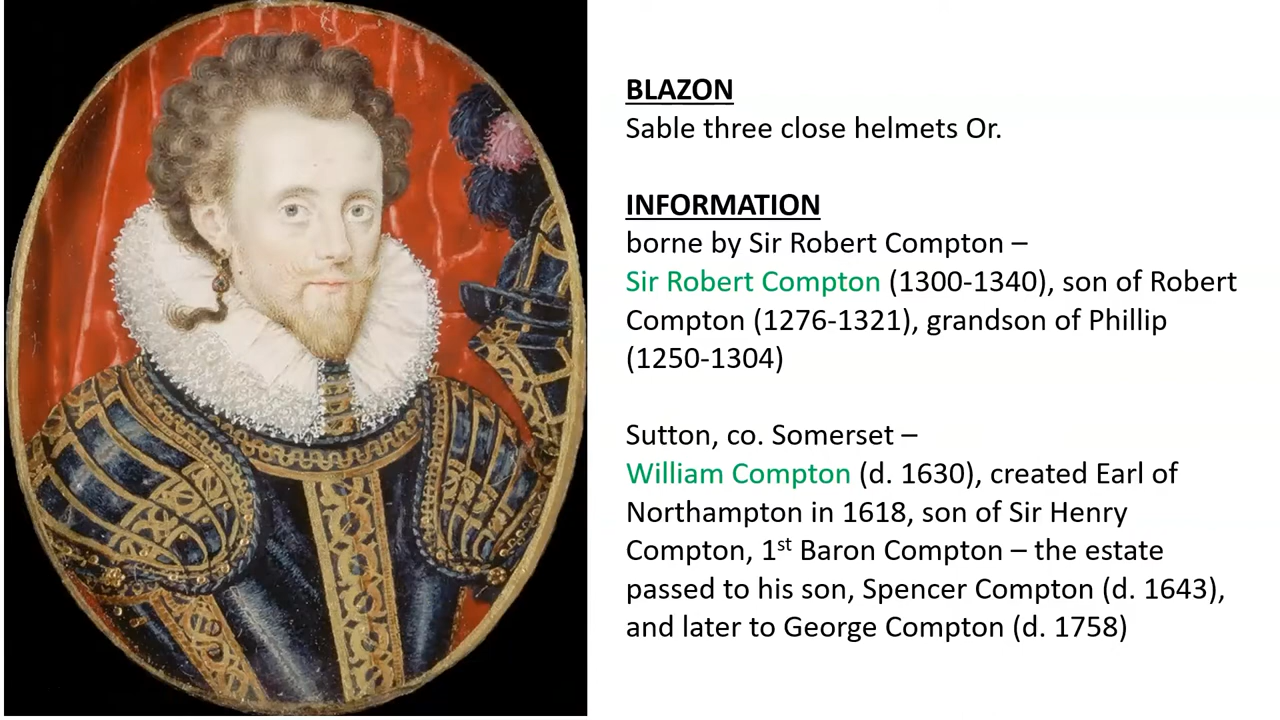 BLAZON
Sable three close helmets Or.
INFORMATION
borne by Sir Robert Compton –
Sir Robert Compton (1300-1340), son of Robert
Compton (1276-1321), grandson of Phillip
(1250-1304)
Sutton, co. Somerset –
William Compton (d. 1630), created Earl of
Northampton in 1618, son of Sir Henry
Compton, 1st Baron Compton – the estate
passed to his son, Spencer Compton (d. 1643),
and later to George Compton (d. 1758)